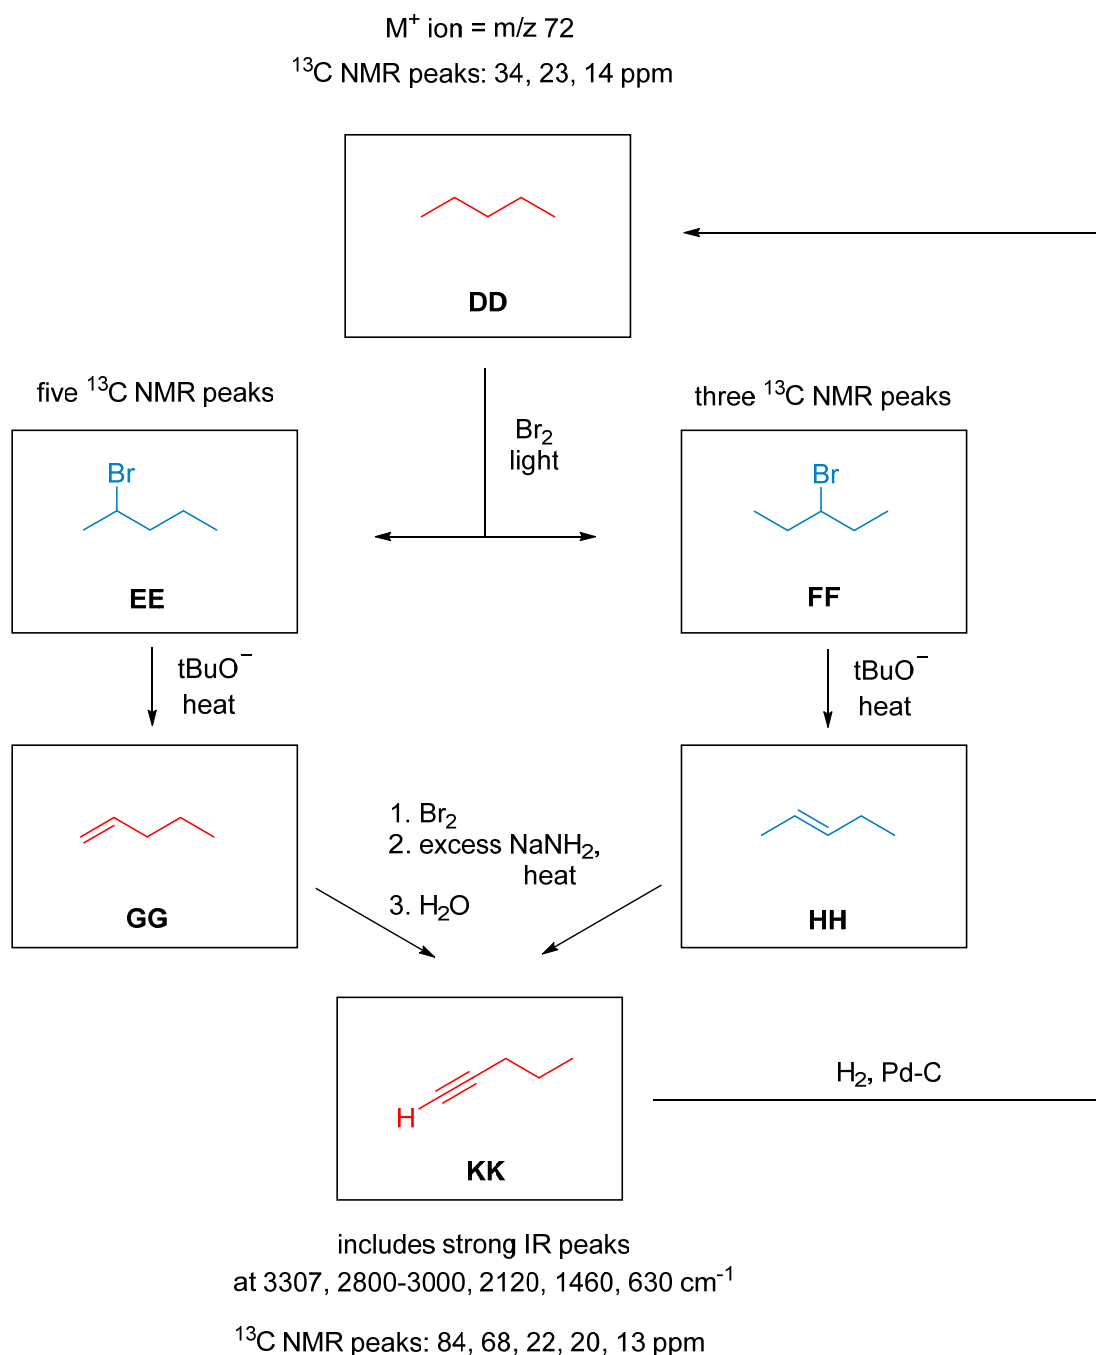 M⁺ ion = m/z 72
¹³C NMR peaks: 34, 23, 14 ppm
DD
five ¹³C NMR peaks
three ¹³C NMR peaks
Br₂
light
Br
EE
Br
FF
tBuO⁻
heat
tBuO⁻
heat
GG
1. Br₂
2. excess NaNH₂,
heat
3. H₂O
HH
H
KK
H₂, Pd-C
includes strong IR peaks
at 3307, 2800-3000, 2120, 1460, 630 cm⁻¹
¹³C NMR peaks: 84, 68, 22, 20, 13 ppm